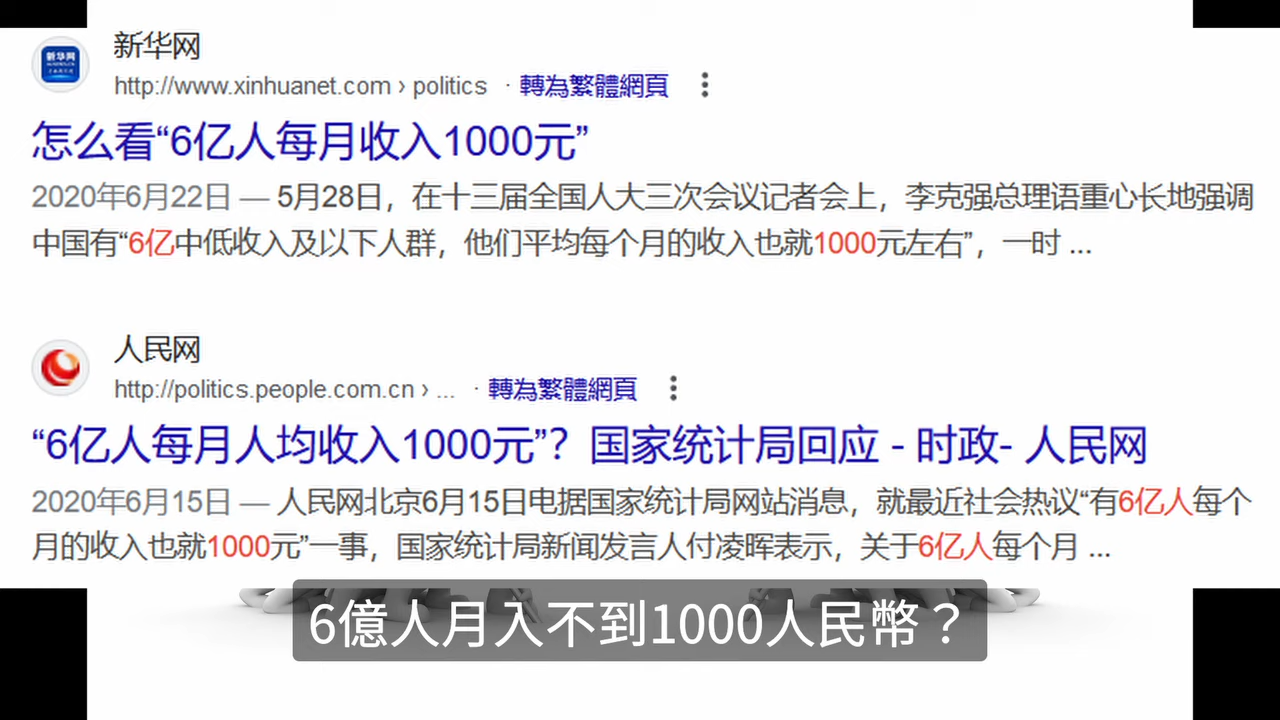 新华网
http://www.xinhuanet.com › politics · 轉為繁體網頁
怎么看“6亿人每月收入1000元”
2020年6月22日 — 5月28日，在十三届全国人大三次会议记者会上，李克强总理语重心长地强调
中国有“6亿中低收入及以下人群，他们平均每个月的收入也就1000元左右”，一时 ...
人民网
http://politics.people.com.cn › ... · 轉為繁體網頁
“6亿人每月人均收入1000元”？国家统计局回应 - 时政- 人民网
2020年6月15日 — 人民网北京6月15日电据国家统计局网站消息，就最近社会热议“有6亿人每个
月的收入也就1000元”一事，国家统计局新闻发言人付凌晖表示，关于6亿人每个月 ...
6億人月入不到1000人民幣？